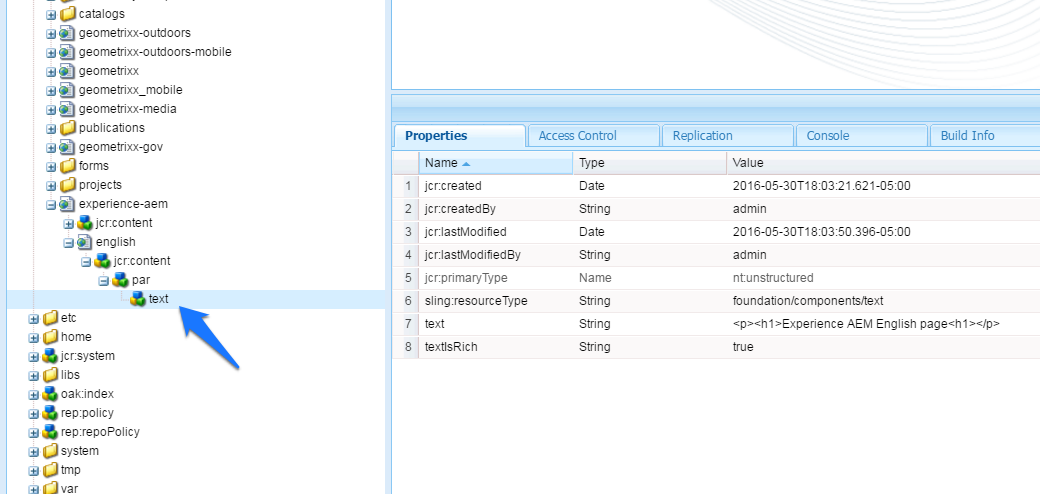 catalogs
geometrixx-outdoors
geometrixx-outdoors-mobile
geometrixx
geometrixx_mobile
geometrixx-media
publications
geometrixx-gov
forms
projects
experience-aem
jcr:content
english
jcr:content
par
text
etc
home
jcr:system
libs
oak:index
rep:policy
rep:repoPolicy
system
tmp
var
Properties Access Control Replication Console Build Info
Name Type Value
1 jcr:created Date 2016-05-30T18:03:21.621-05:00
2 jcr:createdBy String admin
3 jcr:lastModified Date 2016-05-30T18:03:50.396-05:00
4 jcr:lastModifiedBy String admin
5 jcr:primaryType Name nt:unstructured
6 sling:resourceType String foundation/components/text
7 text String <p><h1>Experience AEM English page<h1></p>
8 textIsRich String true